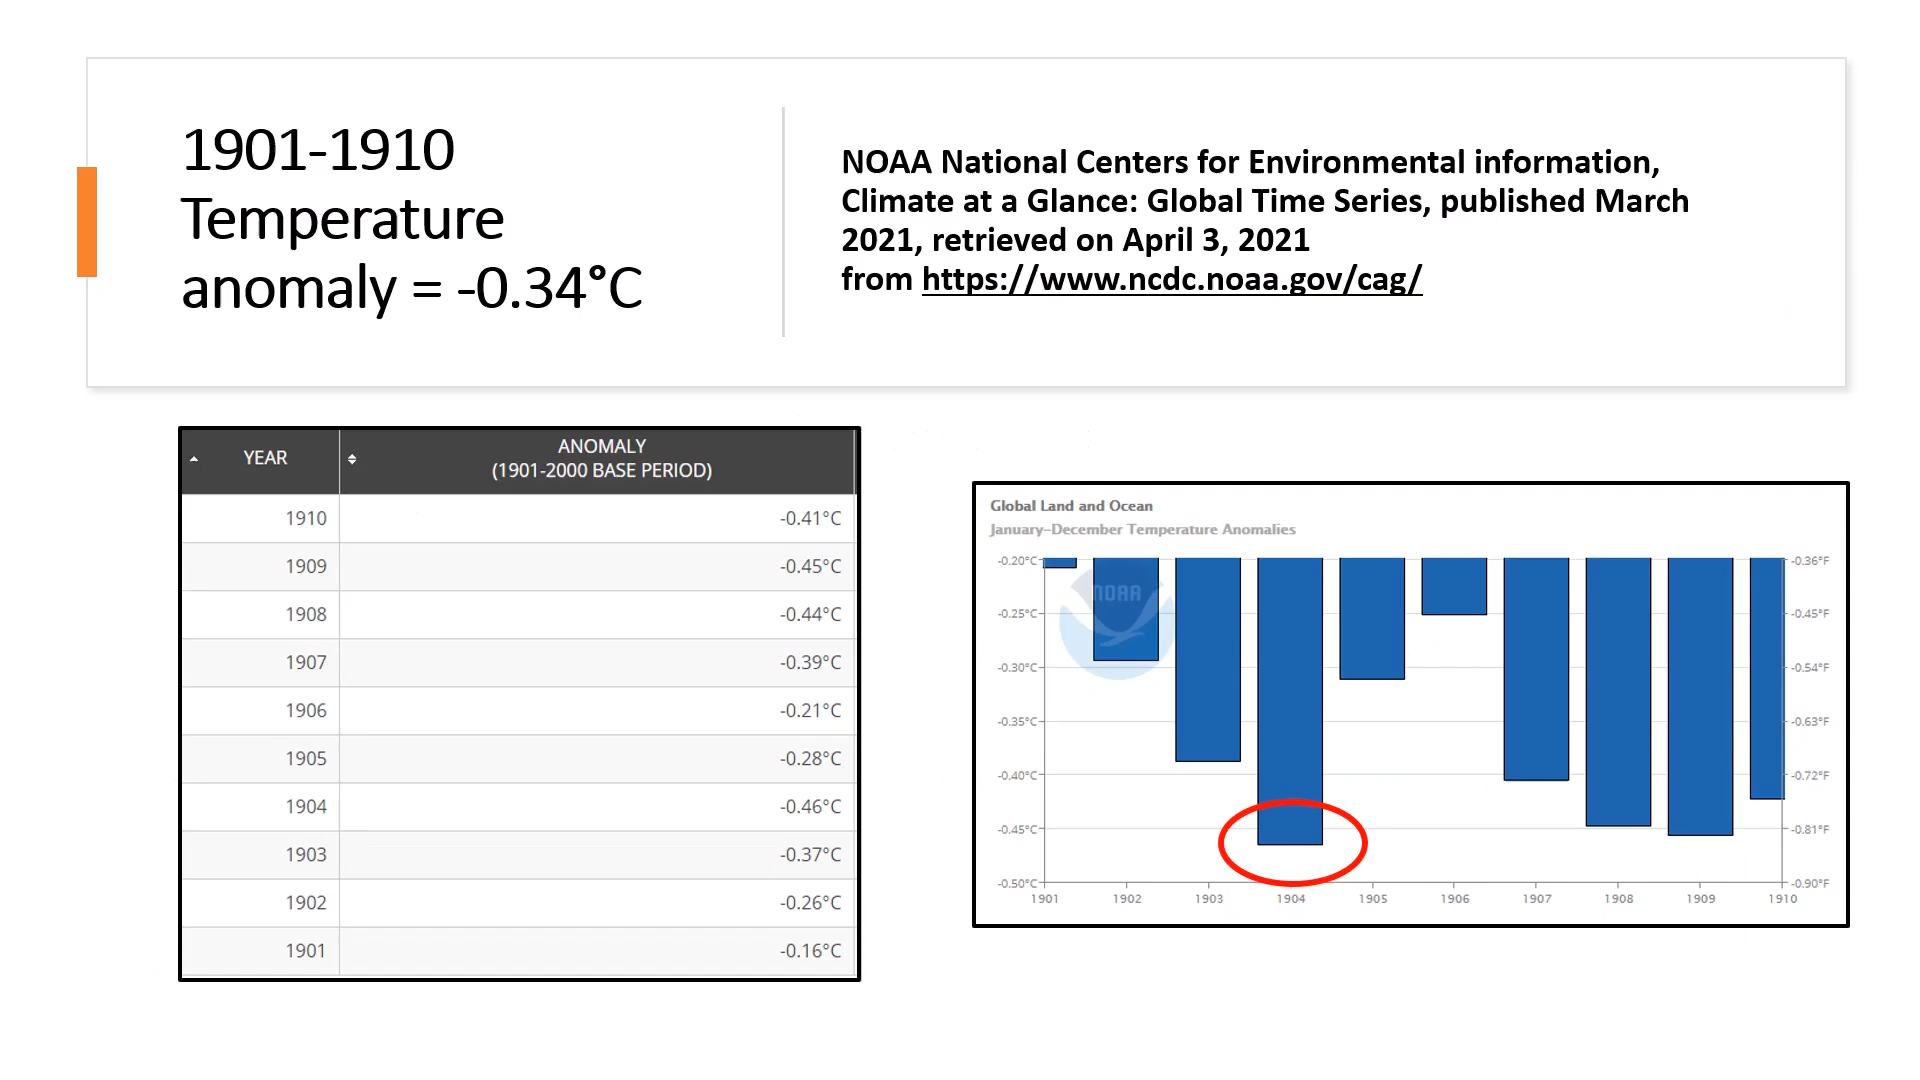 1901-1910
Temperature
anomaly = -0.34°C
NOAA National Centers for Environmental information,
Climate at a Glance: Global Time Series, published March
2021, retrieved on April 3, 2021
from https://www.ncdc.noaa.gov/cag/
YEAR ANOMALY
(1901-2000 BASE PERIOD)
1910 -0.41°C
1909 -0.45°C
1908 -0.44°C
1907 -0.39°C
1906 -0.21°C
1905 -0.28°C
1904 -0.46°C
1903 -0.37°C
1902 -0.26°C
1901 -0.16°C
Global Land and Ocean
January–December Temperature Anomalies
-0.20°C -0.36°F
NOAA
-0.25°C -0.45°F
-0.30°C -0.54°F
-0.35°C -0.63°F
-0.40°C -0.72°F
-0.45°C -0.81°F
-0.50°C -0.90°F
1901 1902 1903 1904 1905 1906 1907 1908 1909 1910